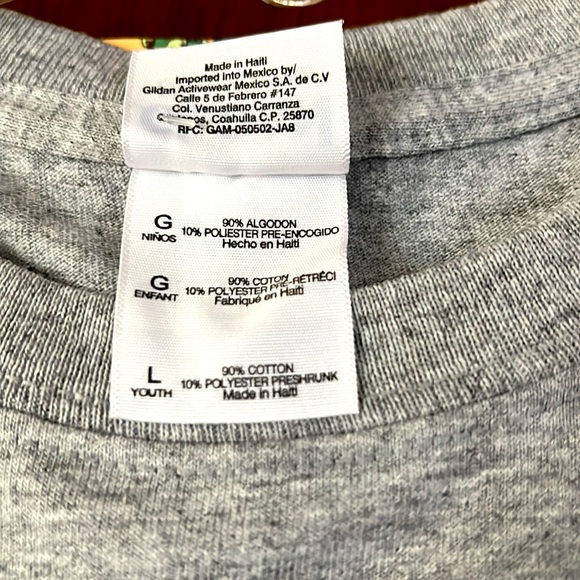 Made in Haiti
Imported into Mexico by/
Gildan Activewear Mexico S.A. de C.V
Calle 5 de Febrero #147
Col. Venustiano Carranza
Coahuila C.P. 25870
RFC: GAM-050502-JA8
G
NIÑOS
90% ALGODON
10% POLIESTER PRE-ENCOGIDO
Hecho en Haiti
G
ENFANT
90% COTON
10% POLYESTER PRÉ-RÉTRÉCI
Fabriqué en Haiti
L
YOUTH
90% COTTON
10% POLYESTER PRESHRUNK
Made in Haiti